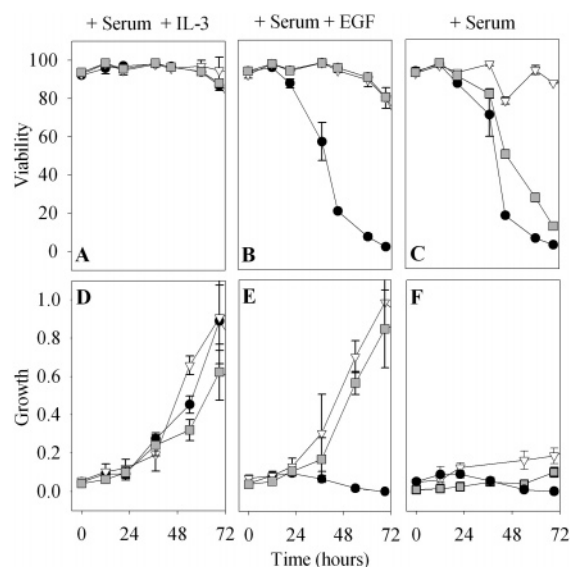 + Serum + IL-3 + Serum + EGF + Serum
100
80
60
40
20
0
Viability
A B C
D E F
1.0
0.8
0.6
0.4
0.2
0.0
Growth
0 24 48 72 0 24 48 72 0 24 48 72
Time (hours)